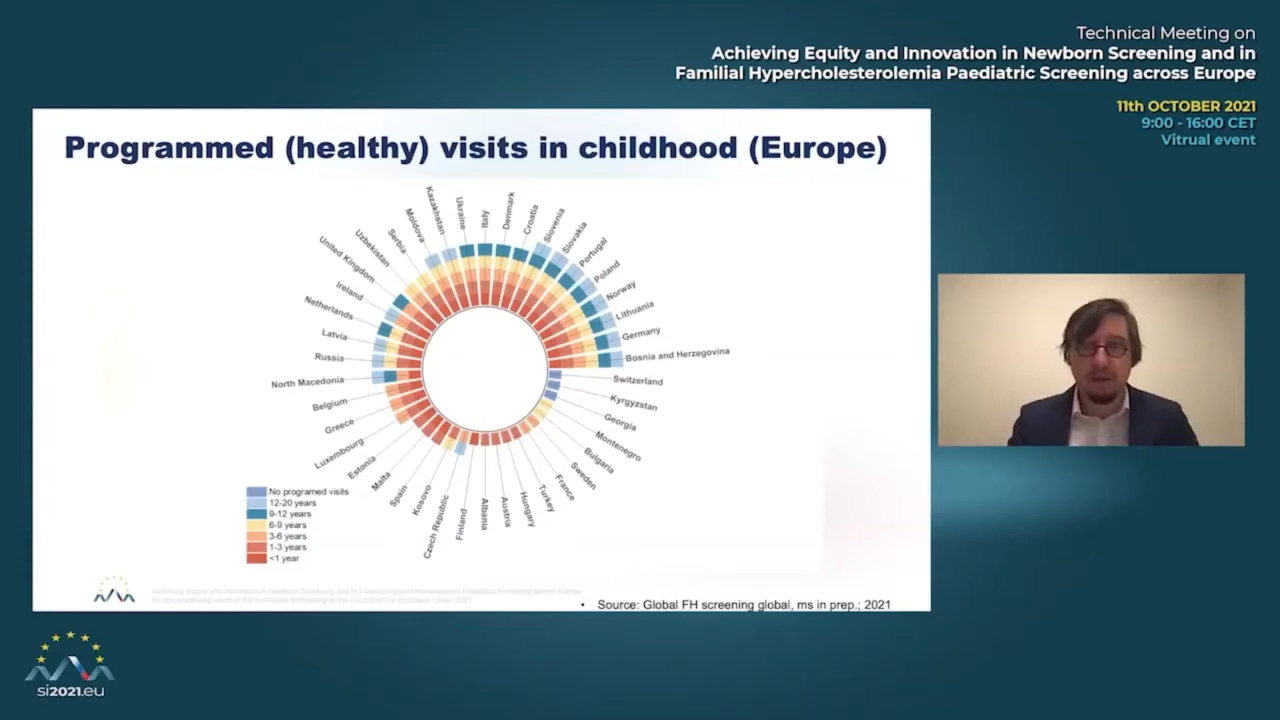 Technical Meeting on
Achieving Equity and Innovation in Newborn Screening and in
Familial Hypercholesterolemia Paediatric Screening across Europe
11th OCTOBER 2021
9:00 - 16:00 CET
Vitrual event
Programmed (healthy) visits in childhood (Europe)
Kazakhstan
Ukraine
Italy
Denmark
Croatia
Slovenia
Slovakia
Portugal
Poland
Norway
Lithuania
Germany
Bosnia and Herzegovina
Switzerland
Kyrgyzstan
Georgia
Montenegro
Bulgaria
Sweden
France
Turkey
Hungary
Austria
Albania
Finland
Czech Republic
Kosovo
Spain
Malta
Estonia
Luxembourg
Greece
Belgium
North Macedonia
Russia
Latvia
Netherlands
Ireland
United Kingdom
Uzbekistan
Serbia
Moldova
No programed visits
12-20 years
9-12 years
6-9 years
3-6 years
1-3 years
<1 year
• Source: Global FH screening global, ms in prep.; 2021
si2021.eu